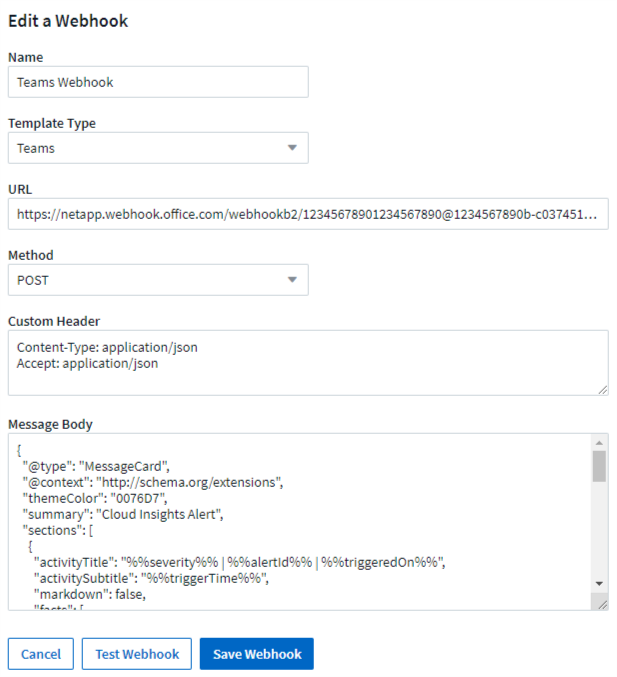 Edit a Webhook
Name
Teams Webhook
Template Type
Teams
URL
https://netapp.webhook.office.com/webhookb2/12345678901234567890@1234567890b-c037451...
Method
POST
Custom Header
Content-Type: application/json
Accept: application/json
Message Body
{
"@type": "MessageCard",
"@context": "http://schema.org/extensions",
"themeColor": "0076D7",
"summary": "Cloud Insights Alert",
"sections": [
{
"activityTitle": "%%severity%% | %%alertId%% | %%triggeredOn%%",
"activitySubtitle": "%%triggerTime%%",
"markdown": false,
"facts": [
Cancel
Test Webhook
Save Webhook